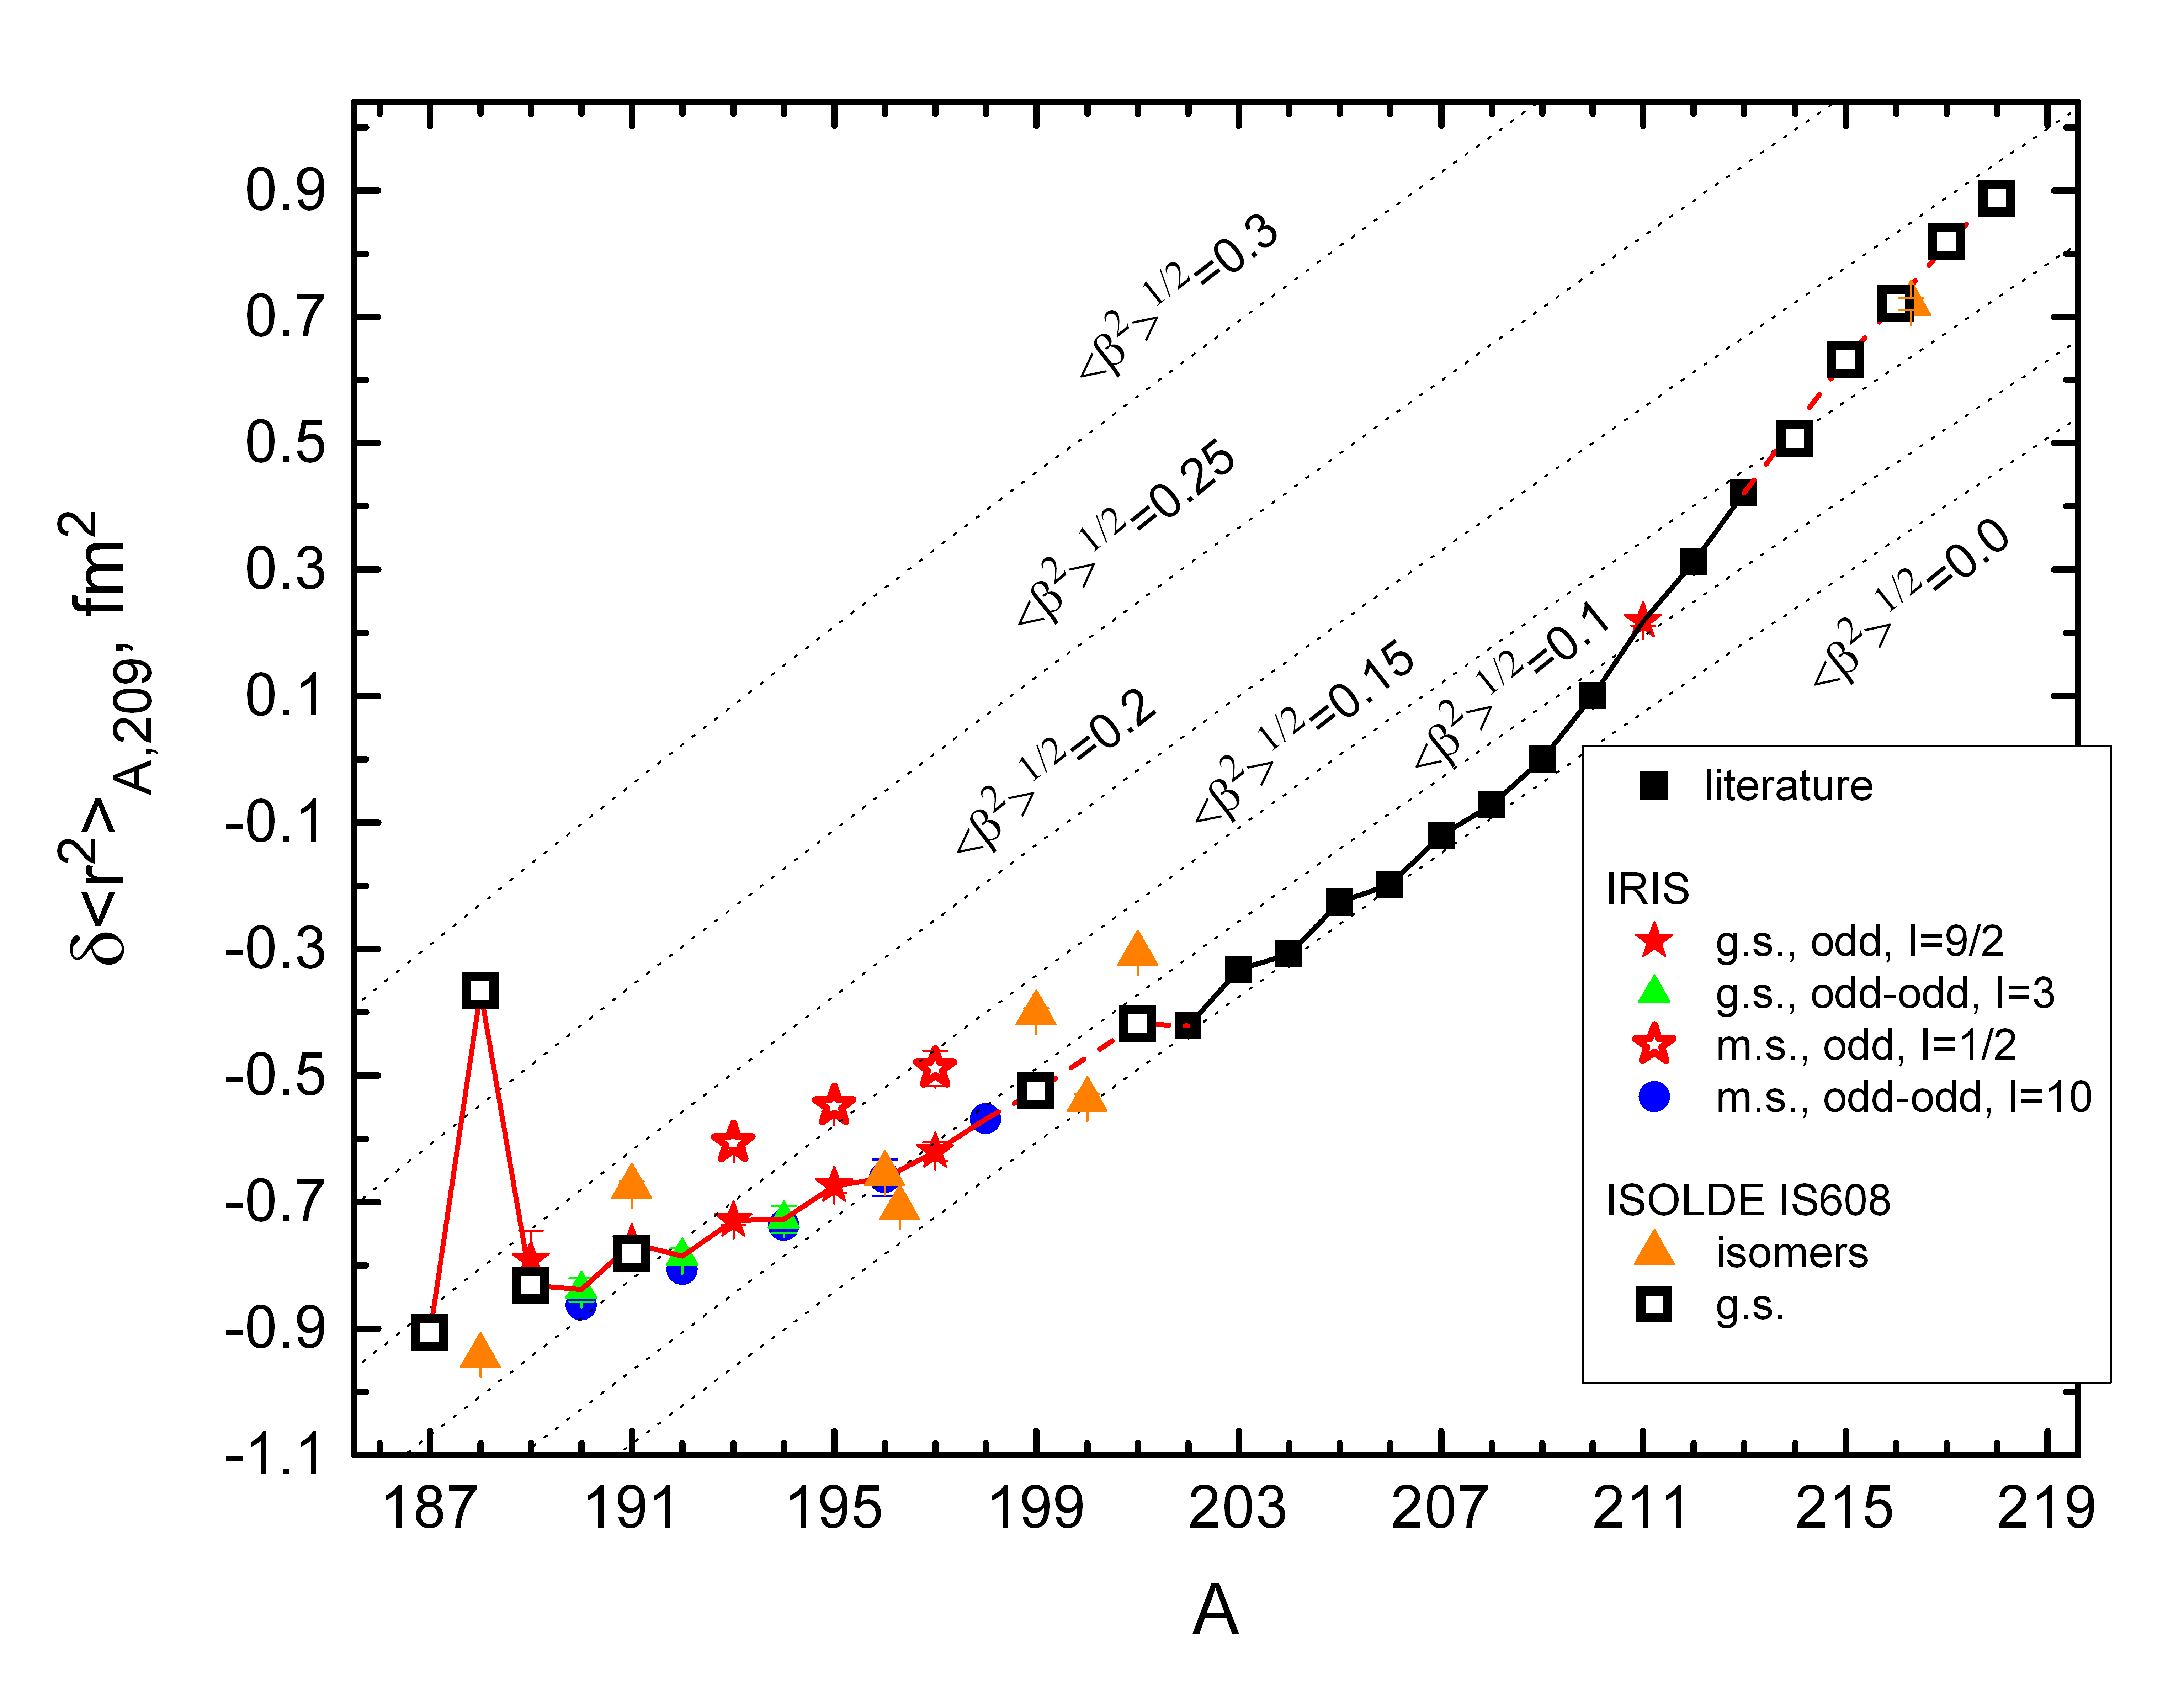 0.9
0.7
0.5
0.3
0.1
-0.1
-0.3
-0.5
-0.7
-0.9
-1.1
δ<r²>A,209, fm²
<β²>1/2=0.3
<β²>1/2=0.25
<β²>1/2=0.2
<β²>1/2=0.15
<β²>1/2=0.1
<β²>1/2=0.0
literature
IRIS
g.s., odd, I=9/2
g.s., odd-odd, I=3
m.s., odd, I=1/2
m.s., odd-odd, I=10
ISOLDE IS608
isomers
g.s.
187 191 195 199 203 207 211 215 219
A